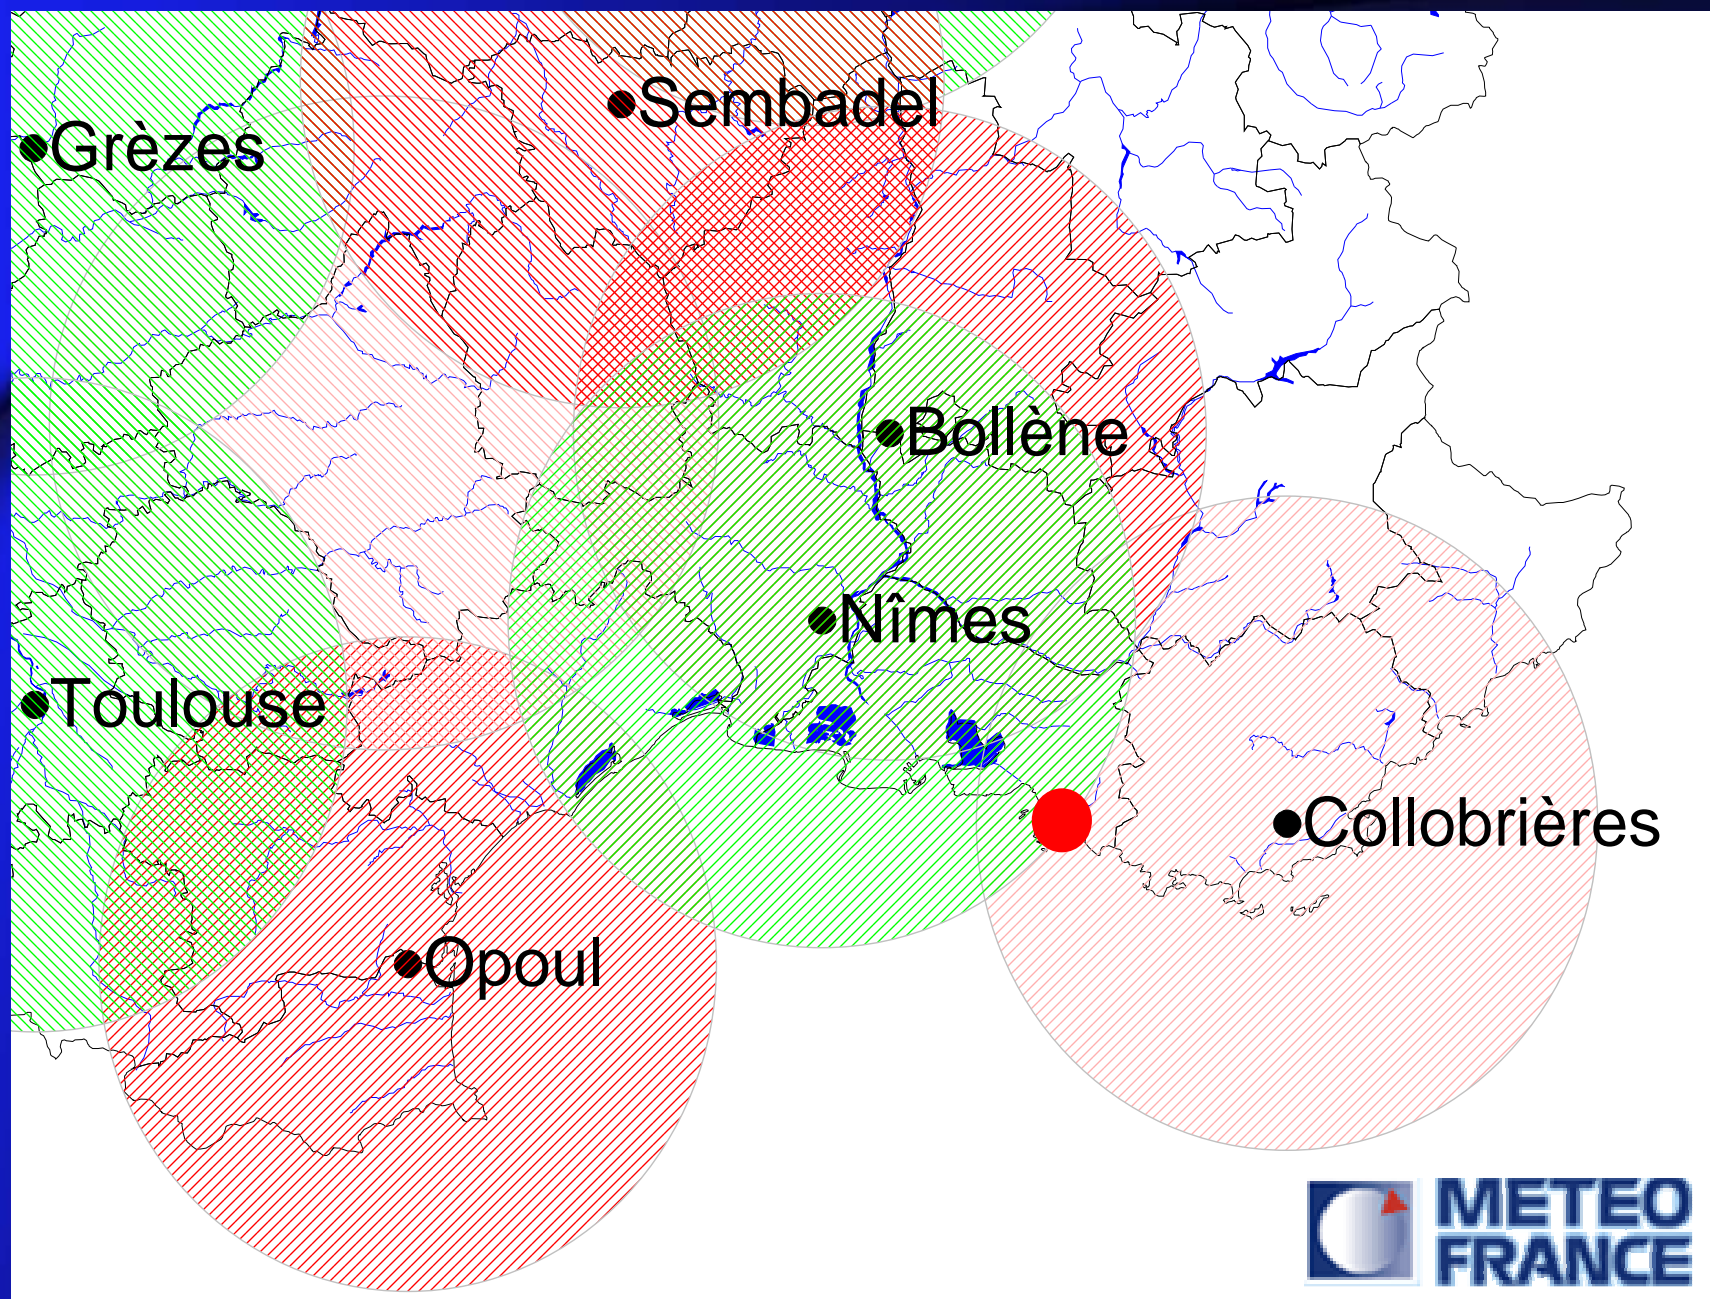 Sembadel
Grèzes
Bollène
Nîmes
Toulouse
Collobrières
Opoul
METEO
FRANCE